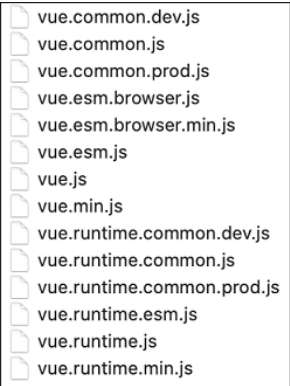 vue.common.dev.js
vue.common.js
vue.common.prod.js
vue.esm.browser.js
vue.esm.browser.min.js
vue.esm.js
vue.js
vue.min.js
vue.runtime.common.dev.js
vue.runtime.common.js
vue.runtime.common.prod.js
vue.runtime.esm.js
vue.runtime.js
vue.runtime.min.js